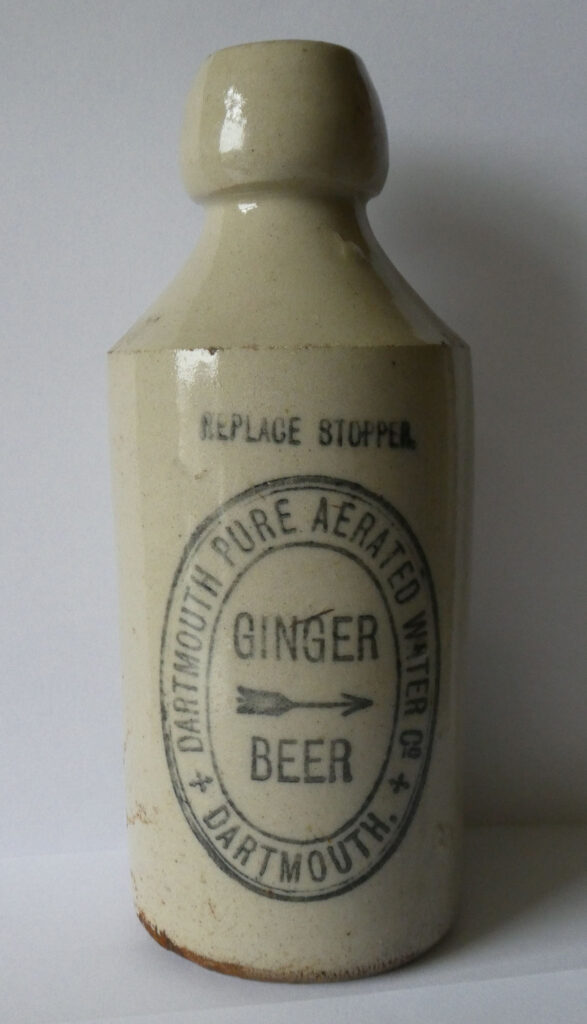 REPLACE STOPPER.
DARTMOUTH PURE AERATED WATER Co
GINGER
BEER
DARTMOUTH.